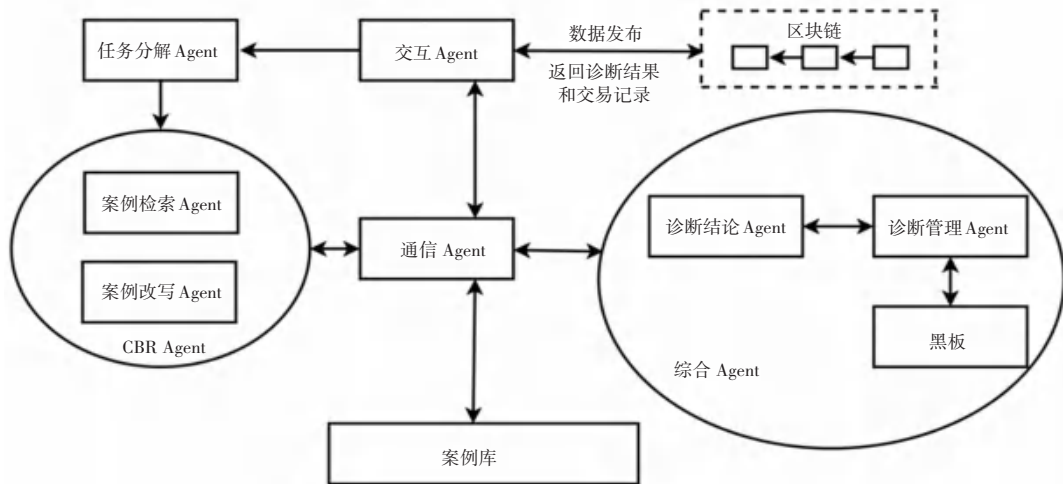 任务分解 Agent
交互 Agent
数据发布
返回诊断结果
和交易记录
区块链
案例检索 Agent
案例改写 Agent
CBR Agent
通信 Agent
诊断结论 Agent
诊断管理 Agent
黑板
综合 Agent
案例库